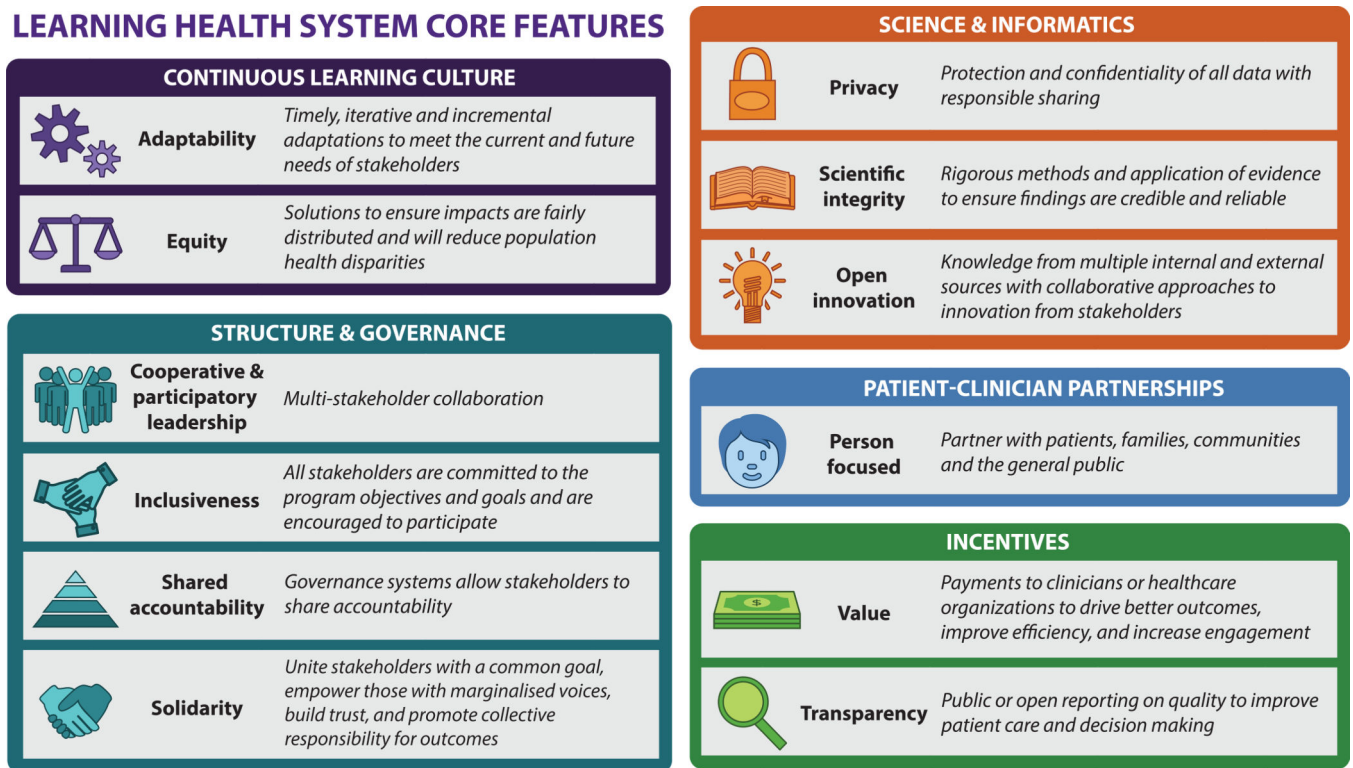 LEARNING HEALTH SYSTEM CORE FEATURES
CONTINUOUS LEARNING CULTURE
Adaptability
Timely, iterative and incremental
adaptations to meet the current and future
needs of stakeholders
Equity
Solutions to ensure impacts are fairly
distributed and will reduce population
health disparities
STRUCTURE & GOVERNANCE
Cooperative &
participatory
leadership
Multi-stakeholder collaboration
Inclusiveness
All stakeholders are committed to the
program objectives and goals and are
encouraged to participate
Shared
accountability
Governance systems allow stakeholders to
share accountability
Solidarity
Unite stakeholders with a common goal,
empower those with marginalised voices,
build trust, and promote collective
responsibility for outcomes
SCIENCE & INFORMATICS
Privacy
Protection and confidentiality of all data with
responsible sharing
Scientific
integrity
Rigorous methods and application of evidence
to ensure findings are credible and reliable
Open
innovation
Knowledge from multiple internal and external
sources with collaborative approaches to
innovation from stakeholders
PATIENT-CLINICIAN PARTNERSHIPS
Person
focused
Partner with patients, families, communities
and the general public
INCENTIVES
$
Value
Payments to clinicians or healthcare
organizations to drive better outcomes,
improve efficiency, and increase engagement
Transparency
Public or open reporting on quality to improve
patient care and decision making